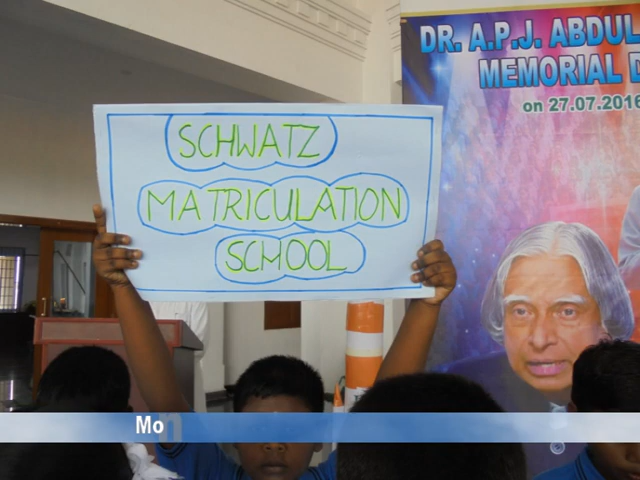 SCHWATZ
MATRICULATION
SCHOOL
DR. A.P.J. ABDUL
MEMORIAL D
on 27.07.2016
Mo